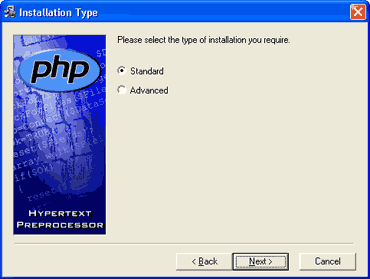 Installation Type
Please select the type of installation you require.
Standard
Advanced
php
HYPERTEXT
PREPROCESSOR
< Back
Next >
Cancel